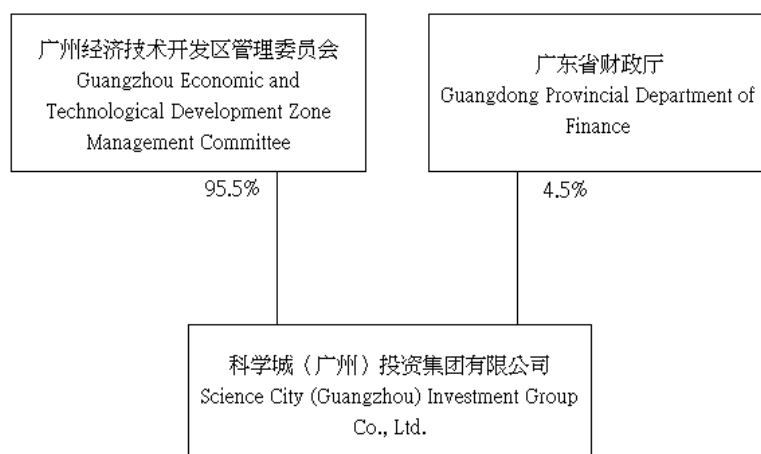 广州经济技术开发区管理委员会
Guangzhou Economic and
Technological Development Zone
Management Committee
广东省财政厅
Guangdong Provincial Department of
Finance
95.5%
4.5%
科学城（广州）投资集团有限公司
Science City (Guangzhou) Investment Group
Co., Ltd.